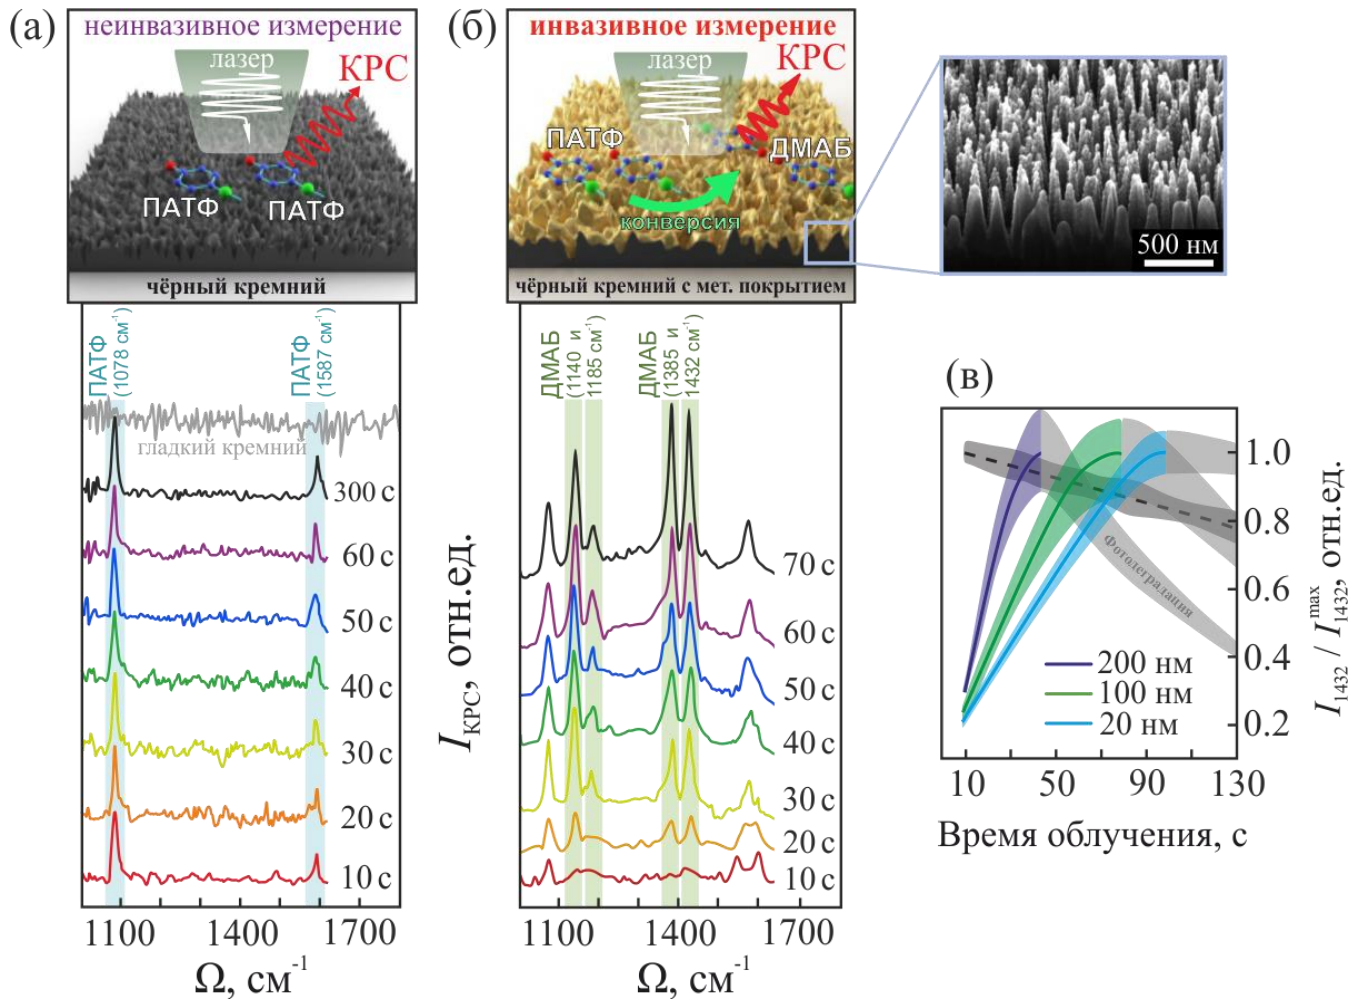 (а)
неинвазивное измерение
лазер
КРС
ПАТФ
ПАТФ
чёрный кремний
ПАТФ
(1078 см⁻¹)
ПАТФ
(1587 см⁻¹)
гладкий кремний
300 с
60 с
50 с
40 с
30 с
20 с
10 с
1100
1400
1700
Ω, см⁻¹
(б)
инвазивное измерение
лазер
КРС
ПАТФ
ДМАБ
конверсия
чёрный кремний с мет. покрытием
500 нм
ДМАБ
(1140 и
1185 см⁻¹)
ДМАБ
(1385 и
1432 см⁻¹)
I КРС, отн.ед.
70 с
60 с
50 с
40 с
30 с
20 с
10 с
1100
1400
1700
Ω, см⁻¹
(в)
1.0
0.8
0.6
0.4
0.2
Фотодеградация
200 нм
100 нм
20 нм
10
50
90
130
Время облучения, с
I1432 / I1432max, отн.ед.